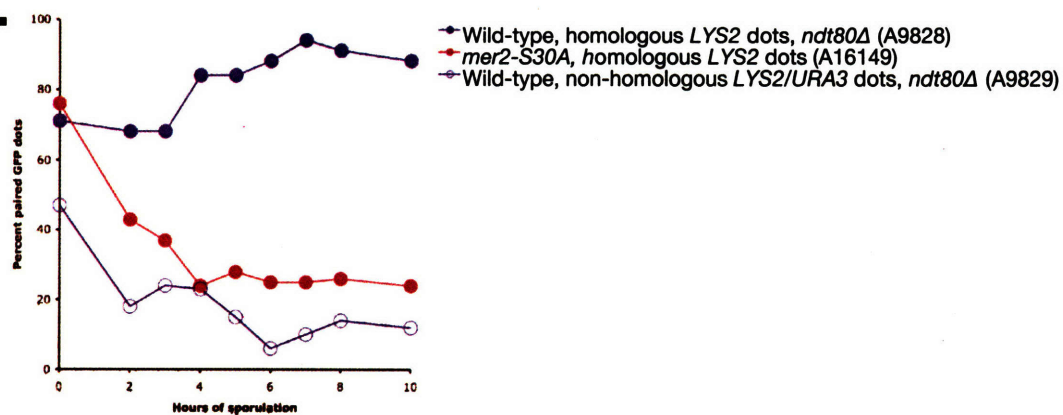 100
80
60
40
20
0
Percent paired GFP dots
0 2 4 6 8 10
Hours of sporulation
Wild-type, homologous LYS2 dots, ndt80Δ (A9828)
mer2-S30A, homologous LYS2 dots (A16149)
Wild-type, non-homologous LYS2/URA3 dots, ndt80Δ (A9829)